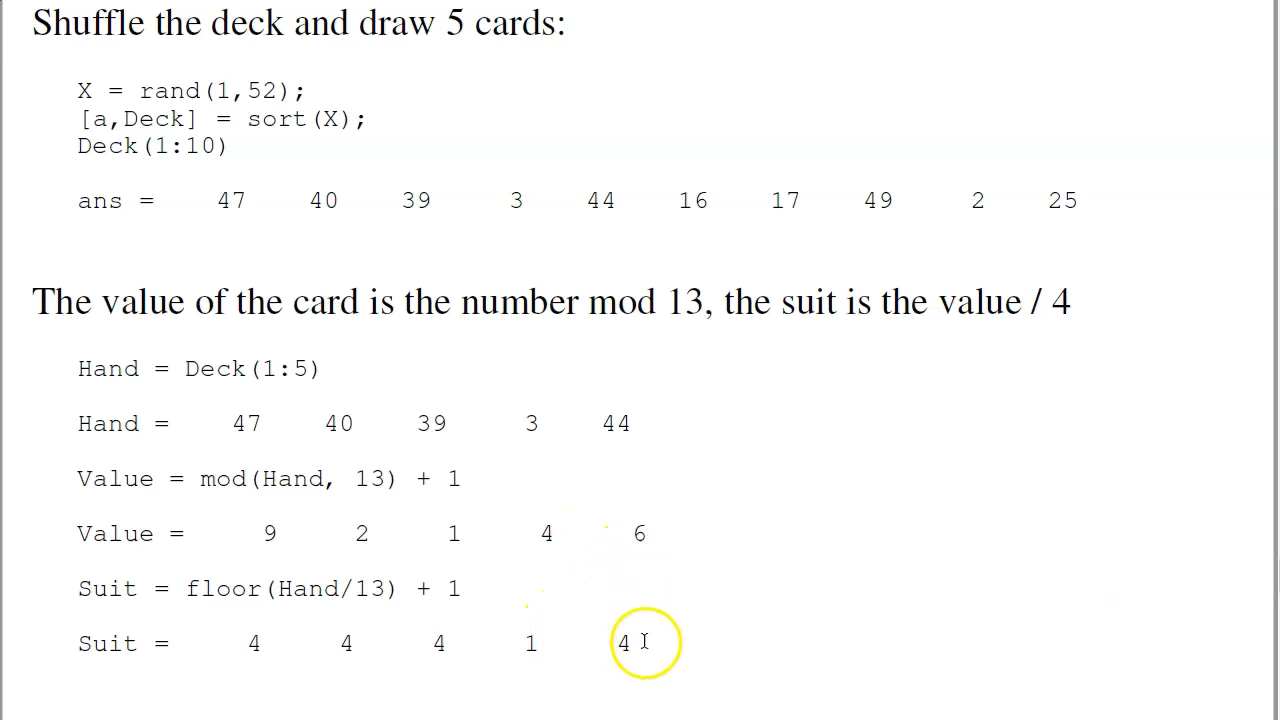 Shuffle the deck and draw 5 cards:
X = rand(1,52);
[a,Deck] = sort(X);
Deck(1:10)
ans = 47 40 39 3 44 16 17 49 2 25
The value of the card is the number mod 13, the suit is the value / 4
Hand = Deck(1:5)
Hand = 47 40 39 3 44
Value = mod(Hand, 13) + 1
Value = 9 2 1 4 6
Suit = floor(Hand/13) + 1
Suit = 4 4 4 1 4